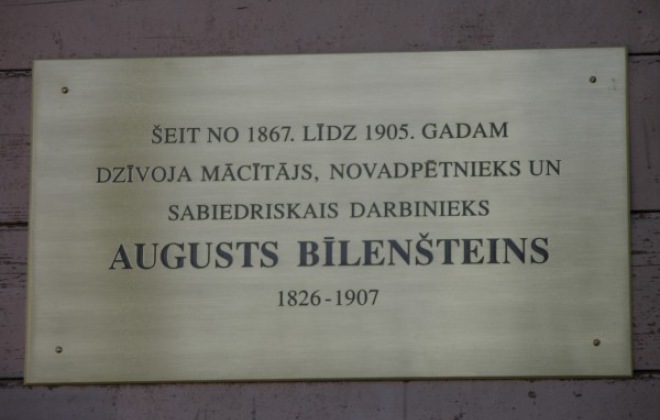 ŠEIT NO 1867. LĪDZ 1905. GADAM
DZĪVOJA MĀCĪTĀJS, NOVADPĒTNIEKS UN
SABIEDRISKAIS DARBINIEKS
AUGUSTS BĪLENŠTEINS
1826-1907